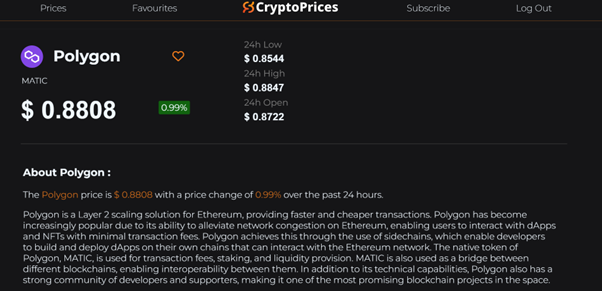 Prices Favourites CryptoPrices Subscribe Log Out
Polygon
MATIC
$ 0.8808 0.99%
24h Low
$ 0.8544
24h High
$ 0.8847
24h Open
$ 0.8722
About Polygon :
The Polygon price is $ 0.8808 with a price change of 0.99% over the past 24 hours.
Polygon is a Layer 2 scaling solution for Ethereum, providing faster and cheaper transactions. Polygon has become
increasingly popular due to its ability to alleviate network congestion on Ethereum, enabling users to interact with dApps
and NFTs with minimal transaction fees. Polygon achieves this through the use of sidechains, which enable developers
to build and deploy dApps on their own chains that can interact with the Ethereum network. The native token of
Polygon, MATIC, is used for transaction fees, staking, and liquidity provision. MATIC is also used as a bridge between
different blockchains, enabling interoperability between them. In addition to its technical capabilities, Polygon also has a
strong community of developers and supporters, making it one of the most promising blockchain projects in the space.